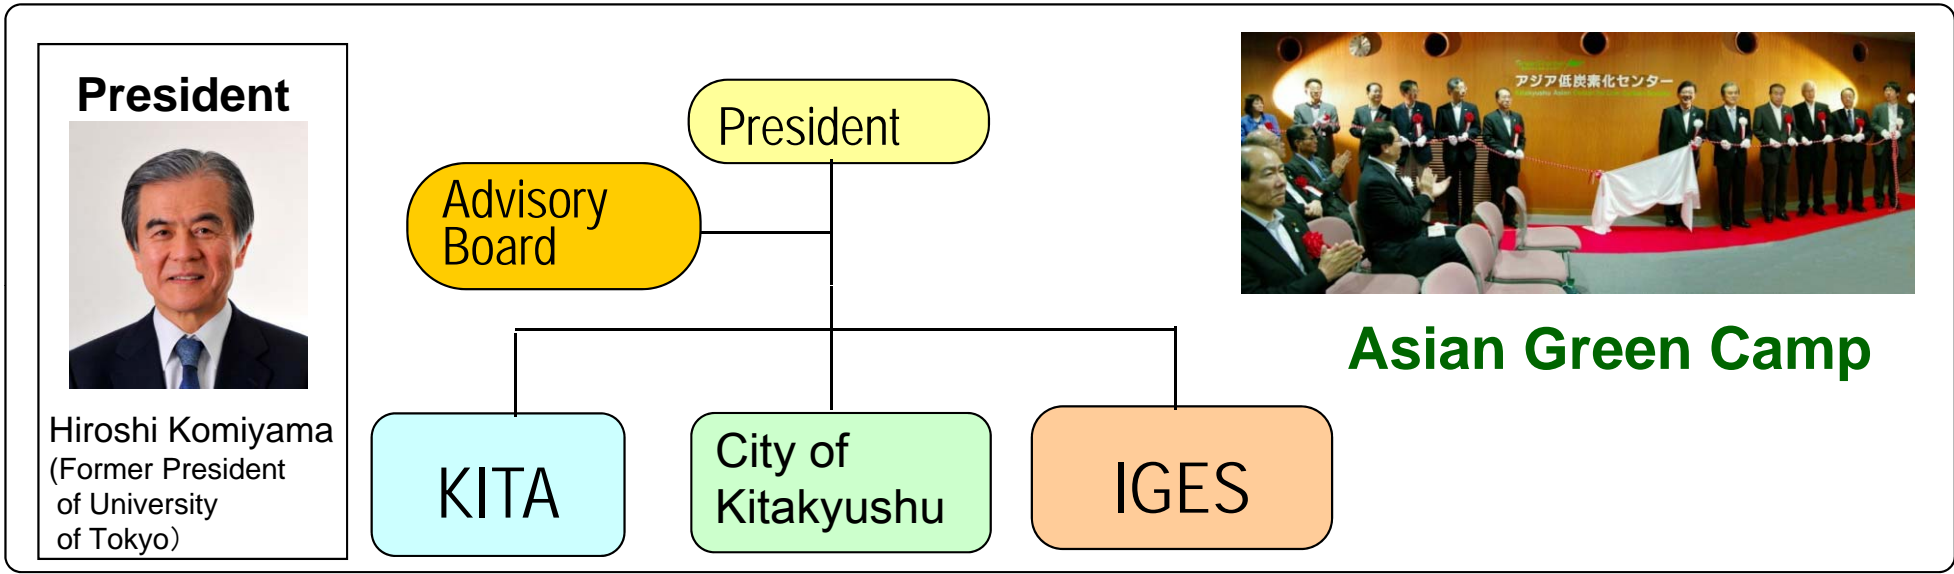 President
Hiroshi Komiyama
(Former President
of University
of Tokyo）
President
Advisory
Board
KITA
City of
Kitakyushu
IGES
アジア低炭素化センター
Asian Green Camp